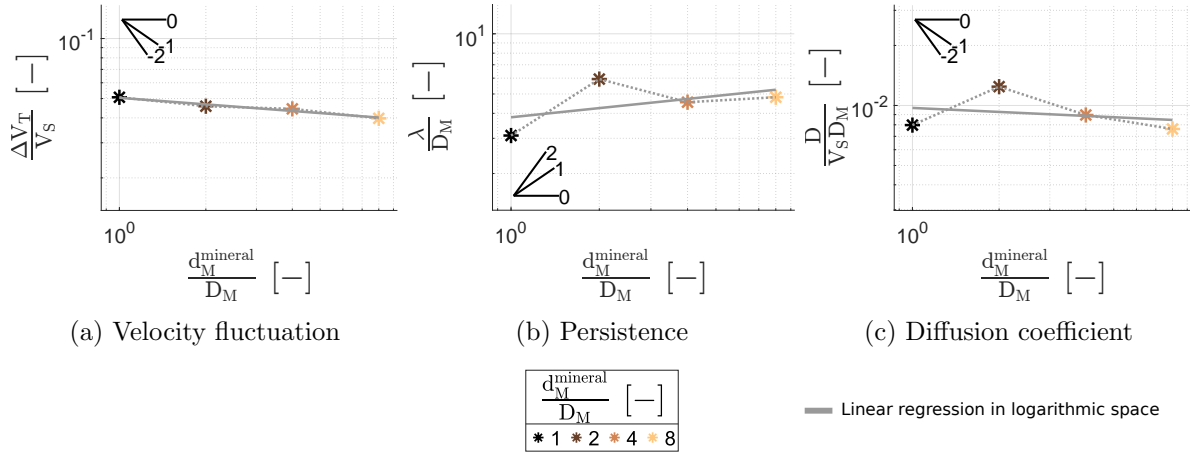 10^{-1}
0
-1
-2
ΔV_T / V_S [−]
10^0
d_M^{mineral} / D_M [−]
(a) Velocity fluctuation
10^1
2
1
0
λ / D_M [−]
10^0
d_M^{mineral} / D_M [−]
(b) Persistence
0
-1
-2
10^{-2}
D / V_S D_M [−]
10^0
d_M^{mineral} / D_M [−]
(c) Diffusion coefficient
d_M^{mineral} / D_M [−]
1 2 4 8
Linear regression in logarithmic space